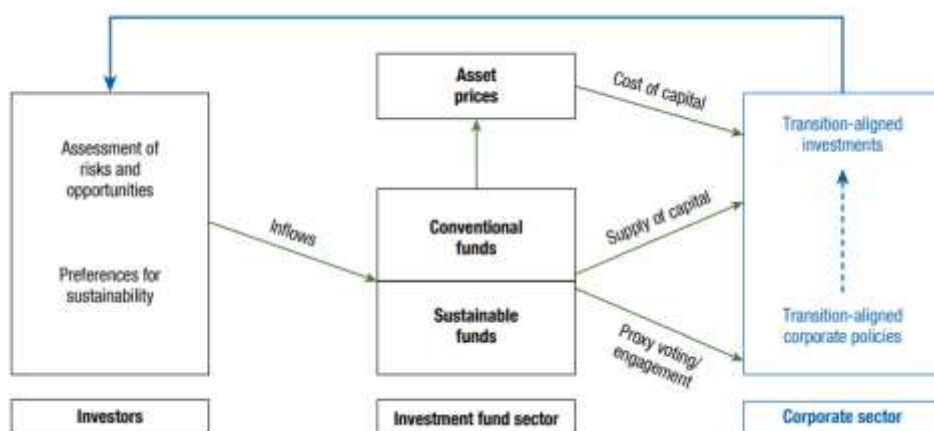 Asset
prices
Cost of capital
Assessment of
risks and
opportunities
Preferences for
sustainability
Inflows
Conventional
funds
Sustainable
funds
Supply of capital
Proxy voting/
engagement
Transition-aligned
investments
Transition-aligned
corporate policies
Investors
Investment fund sector
Corporate sector